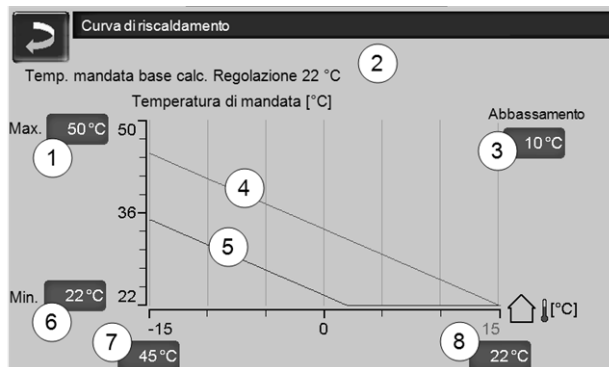 Curva di riscaldamento
2
Temp. mandata base calc. Regolazione 22 °C
Temperatura di mandata [°C]
Abbassamento
Max. 50 °C
50
10 °C
1
3
4
36
5
Min. 22 °C
22
[°C]
6
-15 0 15
7
8
45 °C
22 °C